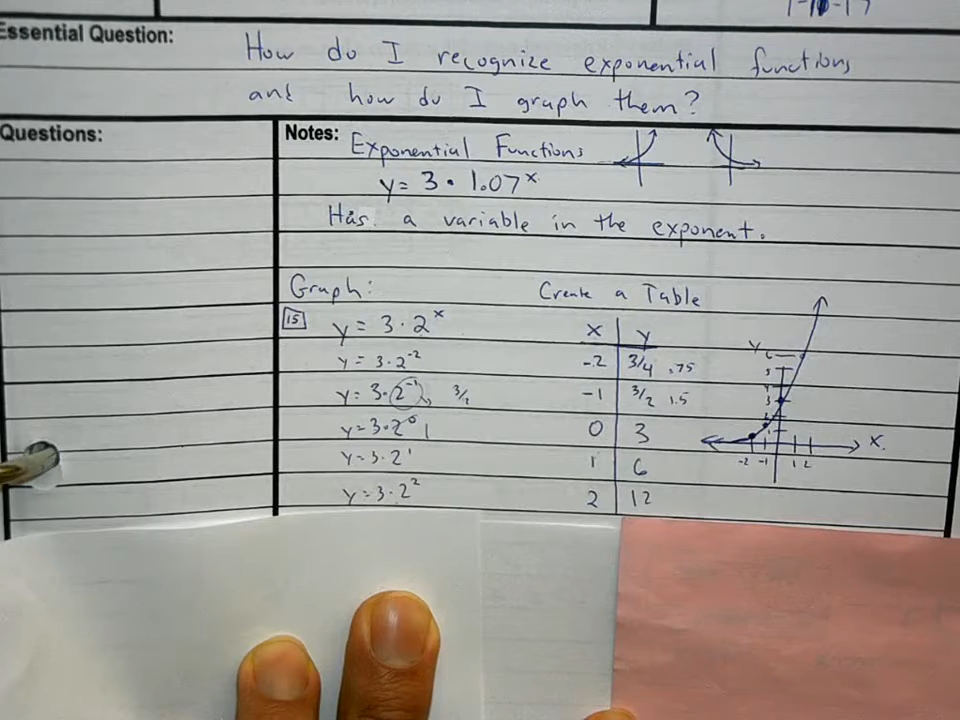 Essential Question:
How do I recognize exponential functions
and how do I graph them?
Questions:
Notes: Exponential Functions
y = 3 · 1.07^x
Has a variable in the exponent.
Graph: Create a Table
15 y = 3 · 2^x x y
y = 3 · 2^-2 -2 3/4 .75
y = 3 · 2^-1 3/2 -1 3/2 1.5
y = 3 · 2^0 1 0 3
y = 3 · 2^1 1 6
y = 3 · 2^2 2 12
y 6
5
3
x
-2 -1 1 2